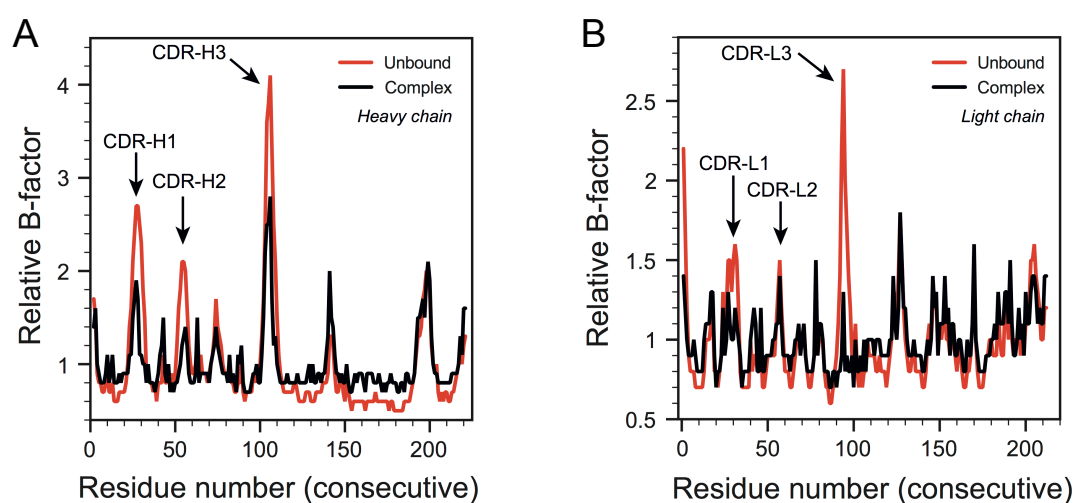 A
CDR-H3
CDR-H1
CDR-H2
Unbound
Complex
Heavy chain
Relative B-factor
4
3
2
1
0
50
100
150
200
Residue number (consecutive)
B
CDR-L3
CDR-L1
CDR-L2
Unbound
Complex
Light chain
Relative B-factor
2.5
2
1.5
1
0.5
0
50
100
150
200
Residue number (consecutive)